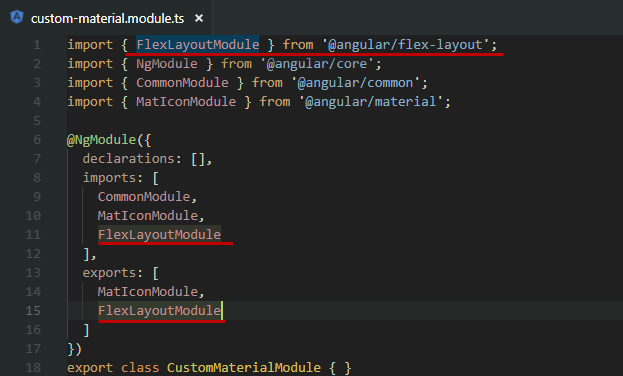 custom-material.module.ts ×
1 import { FlexLayoutModule } from '@angular/flex-layout';
2 import { NgModule } from '@angular/core';
3 import { CommonModule } from '@angular/common';
4 import { MatIconModule } from '@angular/material';
5
6 @NgModule({
7   declarations: [],
8   imports: [
9     CommonModule,
10     MatIconModule,
11     FlexLayoutModule
12   ],
13   exports: [
14     MatIconModule,
15     FlexLayoutModule
16   ]
17 })
18 export class CustomMaterialModule { }